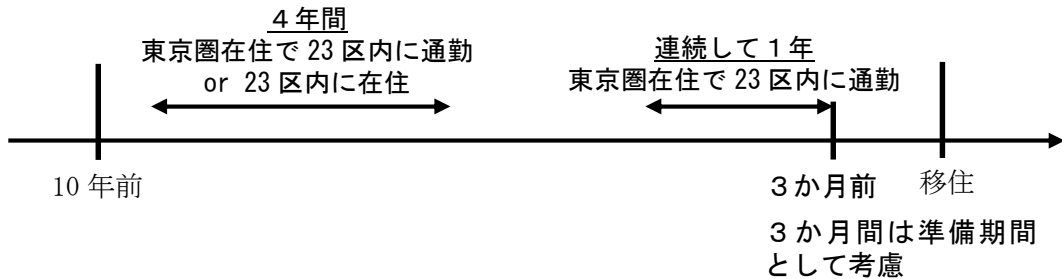 ４年間
東京圏在住で 23 区内に通勤
or 23 区内に在住
連続して１年
東京圏在住で 23 区内に通勤
10 年前
３か月前
移住
３か月間は準備期間
として考慮